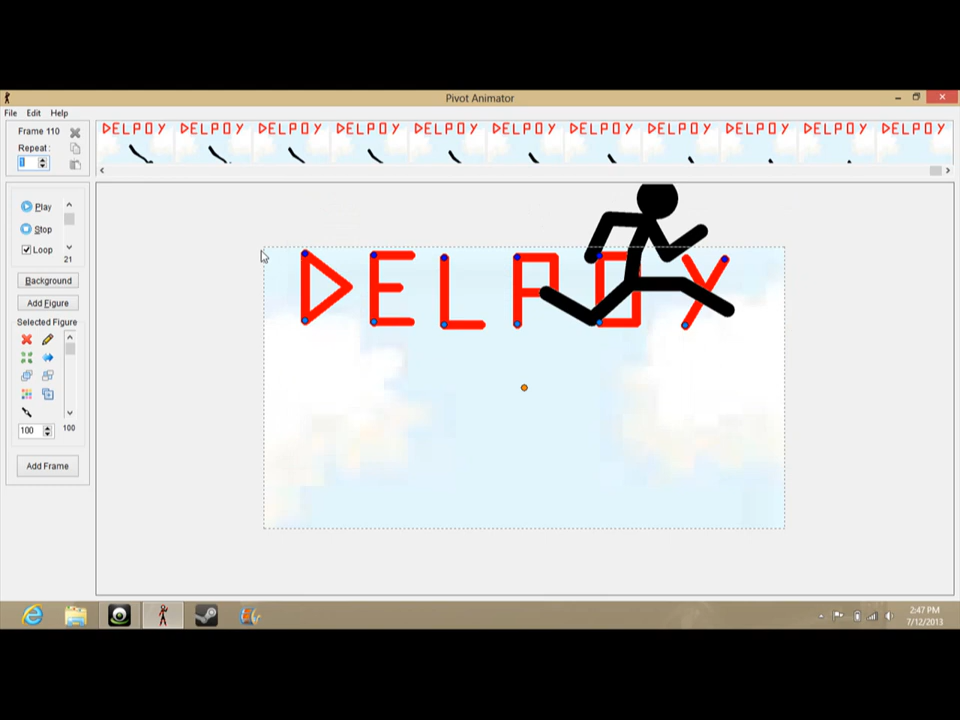 Pivot Animator
File Edit Help
Frame 110
Repeat:
1
DELPOY DELPOY DELPOY DELPOY DELPOY DELPOY DELPOY DELPOY DELPOY DELPOY DELPOY
Play
Stop
Loop
21
Background
Add Figure
Selected Figure
100
100
Add Frame
DELPOY
2:47 PM
7/12/2013